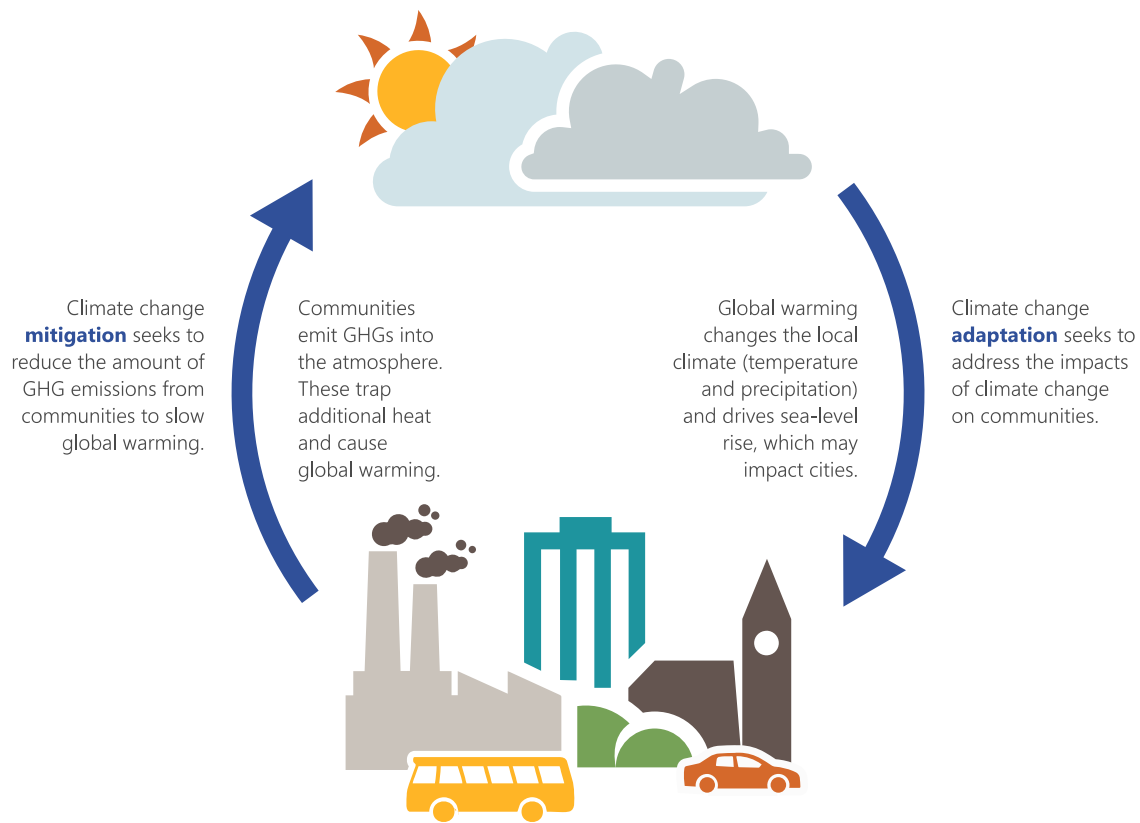 Climate change
mitigation seeks to
reduce the amount of
GHG emissions from
communities to slow
global warming.
Communities
emit GHGs into
the atmosphere.
These trap
additional heat
and cause
global warming.
Global warming
changes the local
climate (temperature
and precipitation)
and drives sea-level
rise, which may
impact cities.
Climate change
adaptation seeks to
address the impacts
of climate change
on communities.